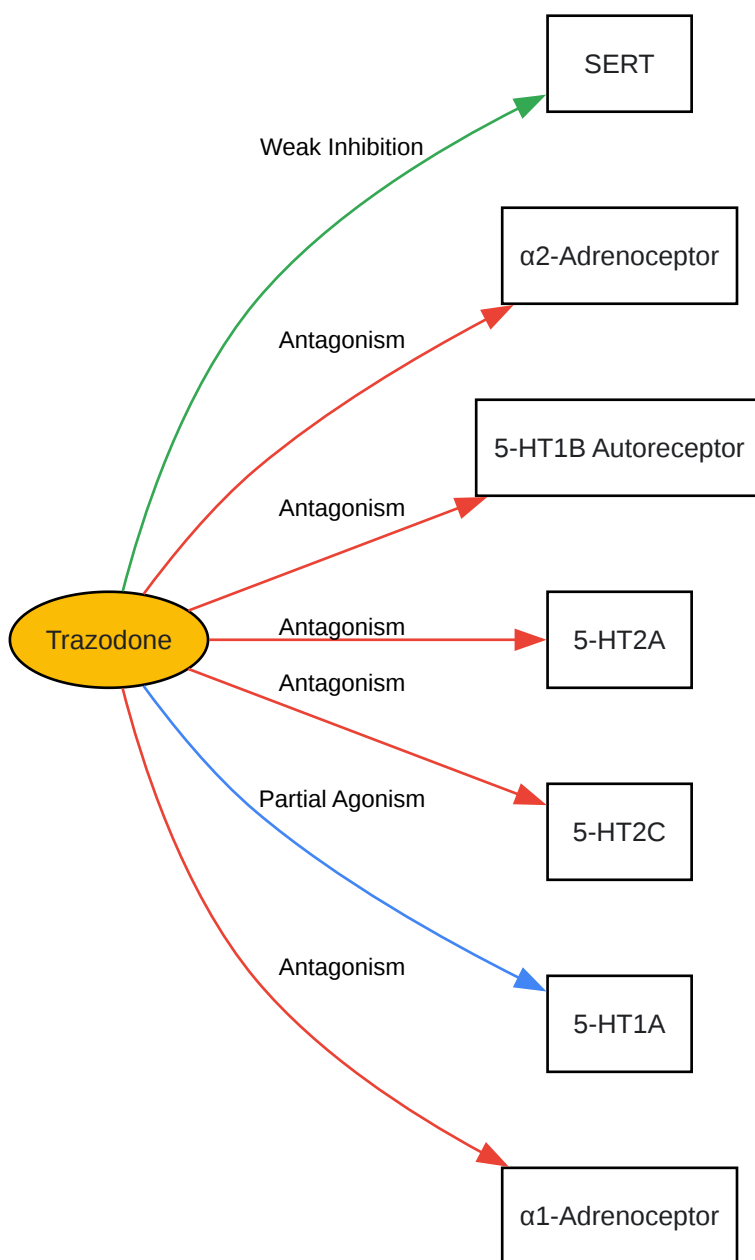 SERT
Weak Inhibition
α2-Adrenoceptor
Antagonism
5-HT1B Autoreceptor
Antagonism
Trazodone
Antagonism
5-HT2A
Antagonism
5-HT2C
Partial Agonism
5-HT1A
Antagonism
α1-Adrenoceptor